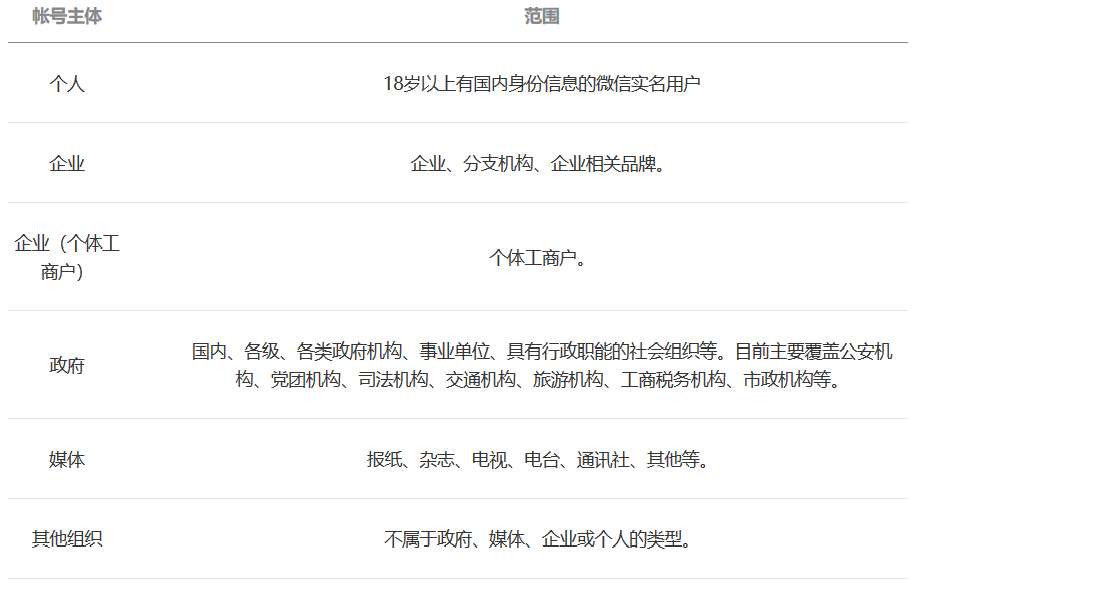 帐号主体 范围
个人 18岁以上有国内身份信息的微信实名用户
企业 企业、分支机构、企业相关品牌。
企业（个体工
商户） 个体工商户。
政府 国内、各级、各类政府机构、事业单位、具有行政职能的社会组织等。目前主要覆盖公安机
构、党团机构、司法机构、交通机构、旅游机构、工商税务机构、市政机构等。
媒体 报纸、杂志、电视、电台、通讯社、其他等。
其他组织 不属于政府、媒体、企业或个人的类型。